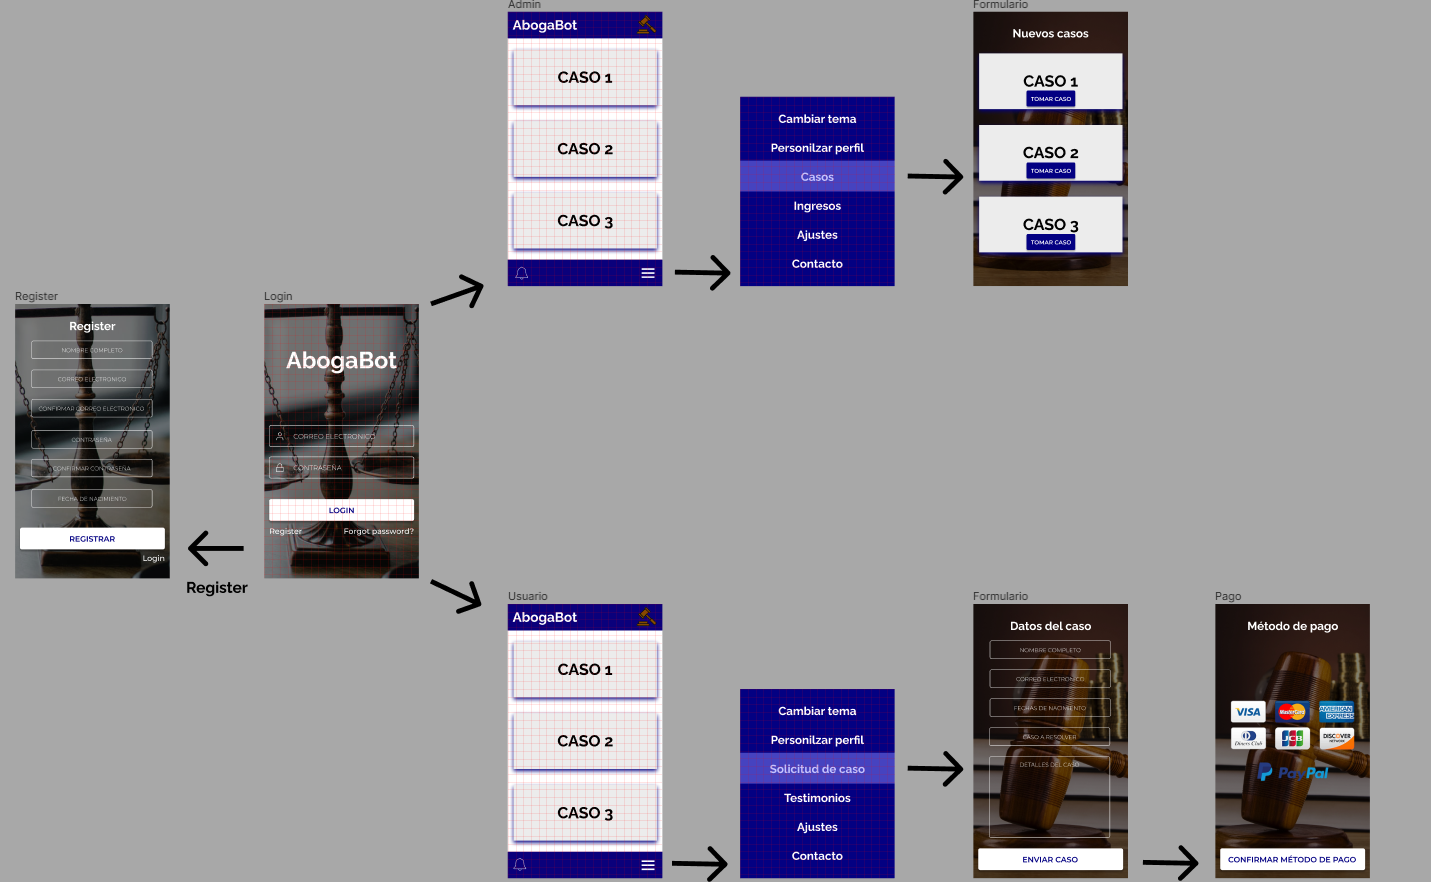 Register
Register
NOMBRE COMPLETO
CORREO ELECTRONICO
CONFIRMAR CORREO ELECTRONICO
CONTRASEÑA
CONFIRMAR CONTRASEÑA
FECHA DE NACIMIENTO
REGISTRAR
Login
Register
Login
AbogaBot
CORREO ELECTRONICO
CONTRASEÑA
LOGIN
Register
Forgot password?
Admin
AbogaBot
CASO 1
CASO 2
CASO 3
Cambiar tema
Personilzar perfil
Casos
Ingresos
Ajustes
Contacto
Formulario
Nuevos casos
CASO 1
TOMAR CASO
CASO 2
TOMAR CASO
CASO 3
TOMAR CASO
Usuario
AbogaBot
CASO 1
CASO 2
CASO 3
Cambiar tema
Personilzar perfil
Solicitud de caso
Testimonios
Ajustes
Contacto
Formulario
Datos del caso
NOMBRE COMPLETO
CORREO ELECTRONICO
FECHAS DE NACIMIENTO
CASO A RESOLVER
DETALLES DEL CASO
ENVIAR CASO
Pago
Método de pago
VISA
MasterCard
AMERICAN EXPRESS
Diners Club
JCB
DISCOVER
NETWORK
PayPal
CONFIRMAR MÉTODO DE PAGO